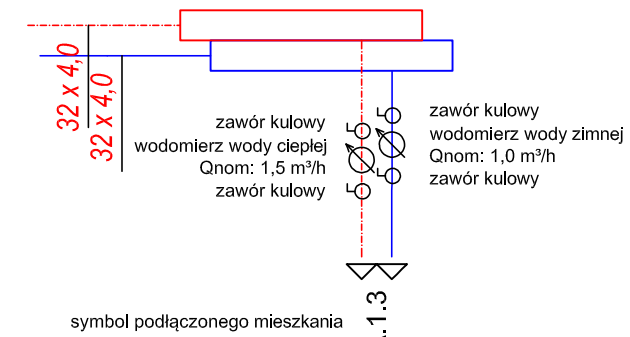 32 x 4,0
32 x 4,0
zawór kulowy
wodomierz wody ciepłej
Qnom: 1,5 m³/h
zawór kulowy
zawór kulowy
wodomierz wody zimnej
Qnom: 1,0 m³/h
zawór kulowy
symbol podłączonego mieszkania
.1.3